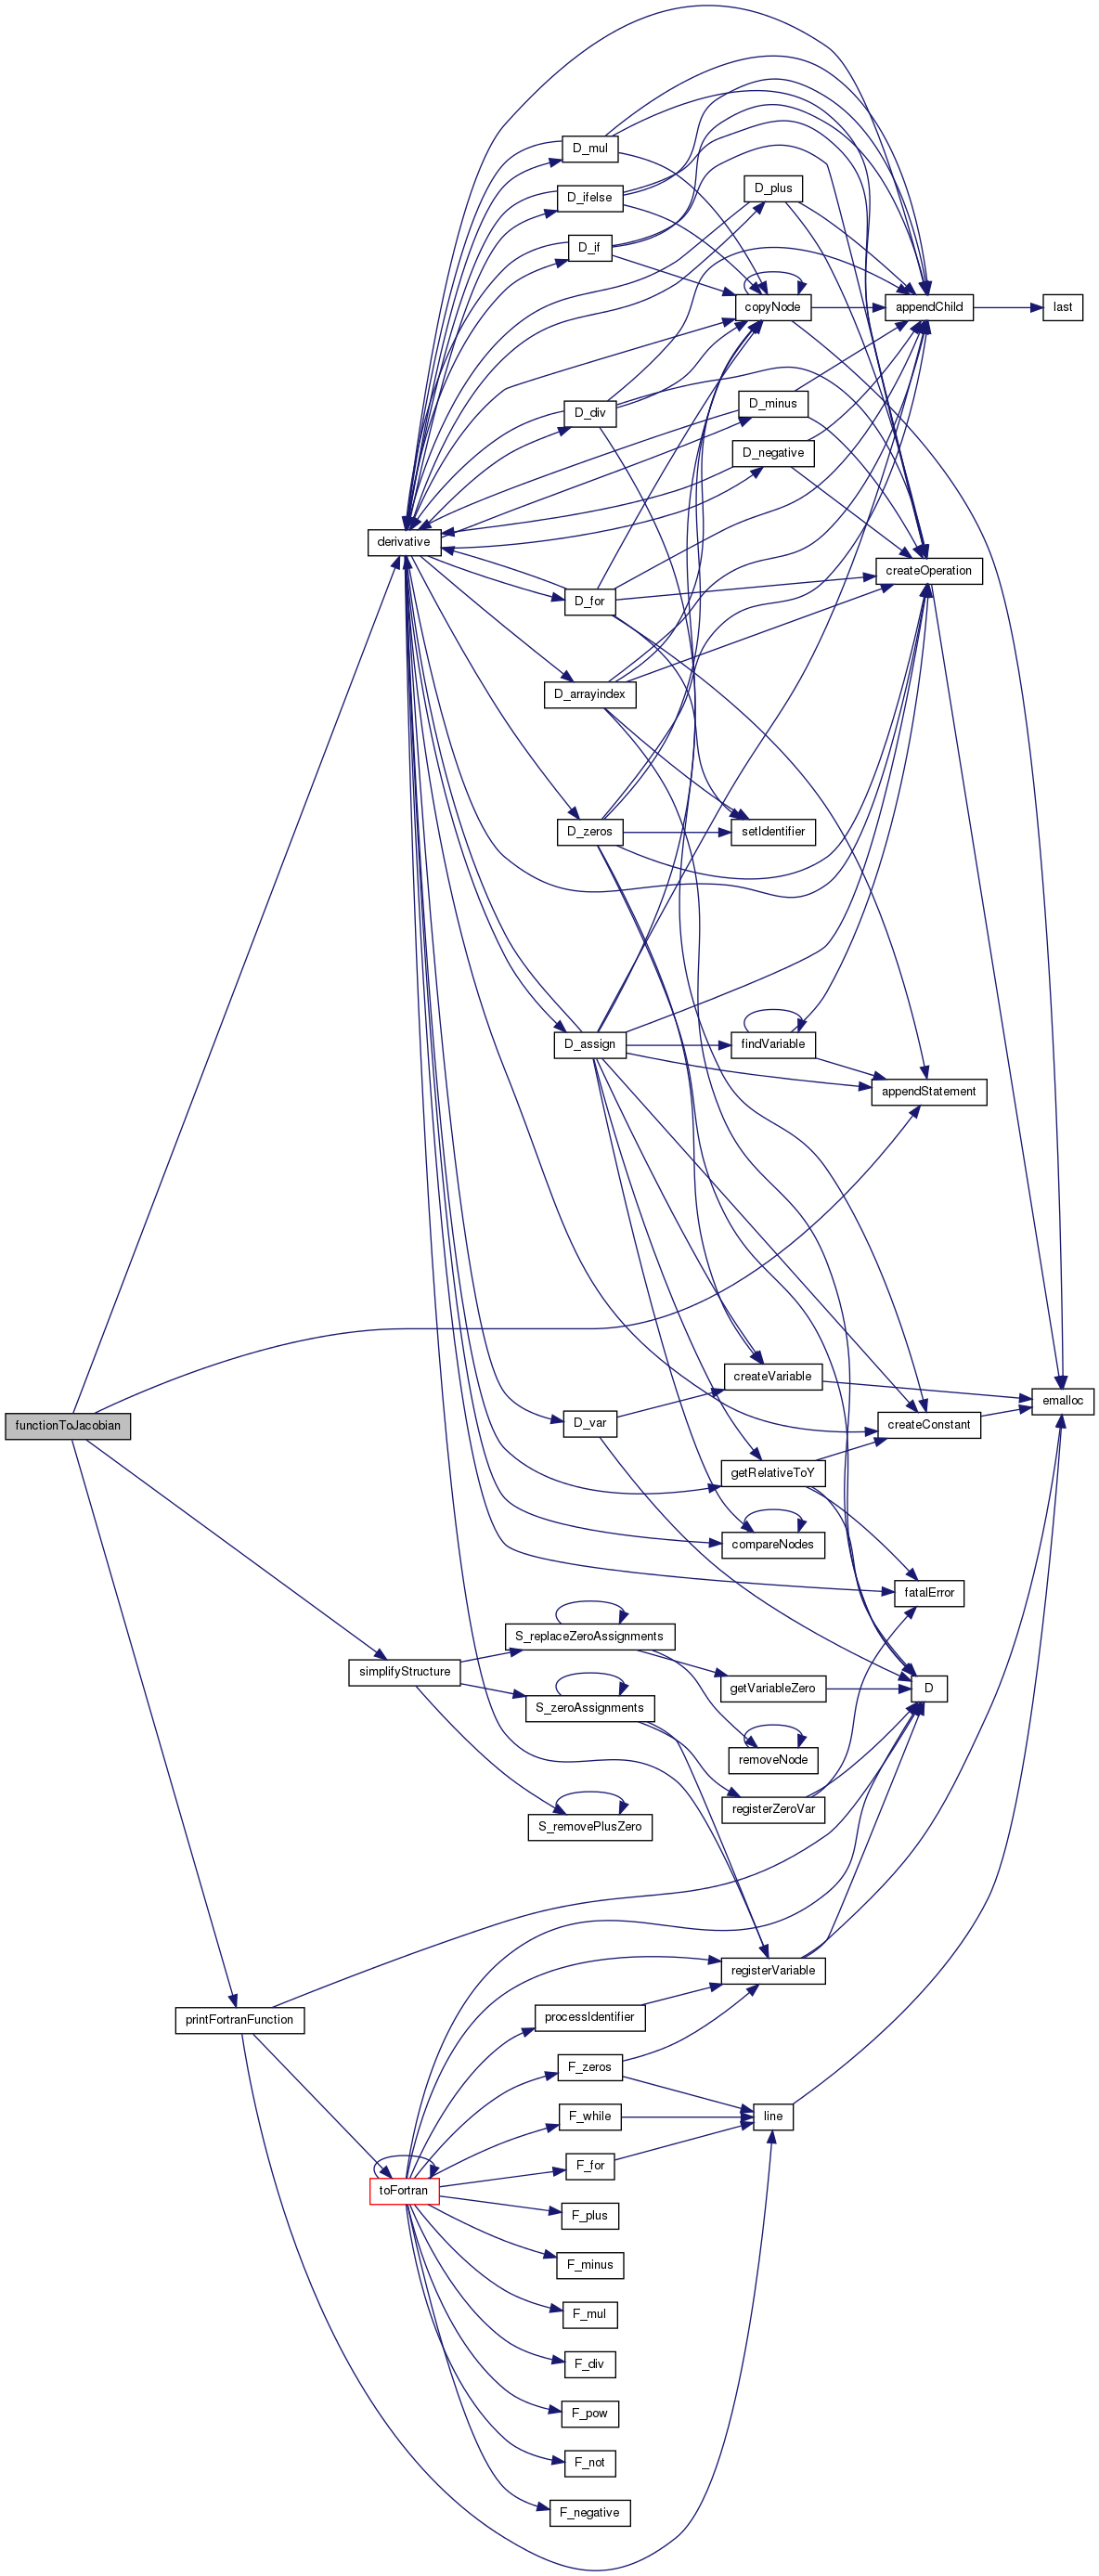 D_mul
D_ifelse
D_plus
D_if
copyNode
appendChild
last
D_div
D_minus
D_negative
derivative
createOperation
D_for
D_arrayindex
D_zeros
setIdentifier
D_assign
findVariable
appendStatement
createVariable
emalloc
functionToJacobian
D_var
createConstant
getRelativeToY
compareNodes
fatalError
S_replaceZeroAssignments
simplifyStructure
getVariableZero
D
S_zeroAssignments
removeNode
registerZeroVar
S_removePlusZero
registerVariable
printFortranFunction
processIdentifier
F_zeros
F_while
line
F_for
toFortran
F_plus
F_minus
F_mul
F_div
F_pow
F_not
F_negative